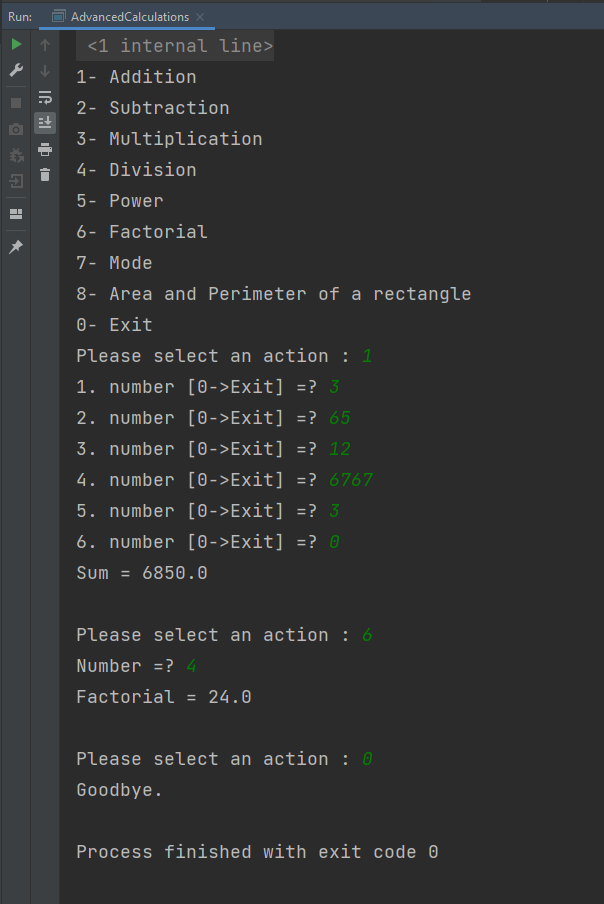 Run: AdvancedCalculations
<1 internal line>
1- Addition
2- Subtraction
3- Multiplication
4- Division
5- Power
6- Factorial
7- Mode
8- Area and Perimeter of a rectangle
0- Exit
Please select an action : 1
1. number [0->Exit] =? 3
2. number [0->Exit] =? 65
3. number [0->Exit] =? 12
4. number [0->Exit] =? 6767
5. number [0->Exit] =? 3
6. number [0->Exit] =? 0
Sum = 6850.0
Please select an action : 6
Number =? 4
Factorial = 24.0
Please select an action : 0
Goodbye.
Process finished with exit code 0